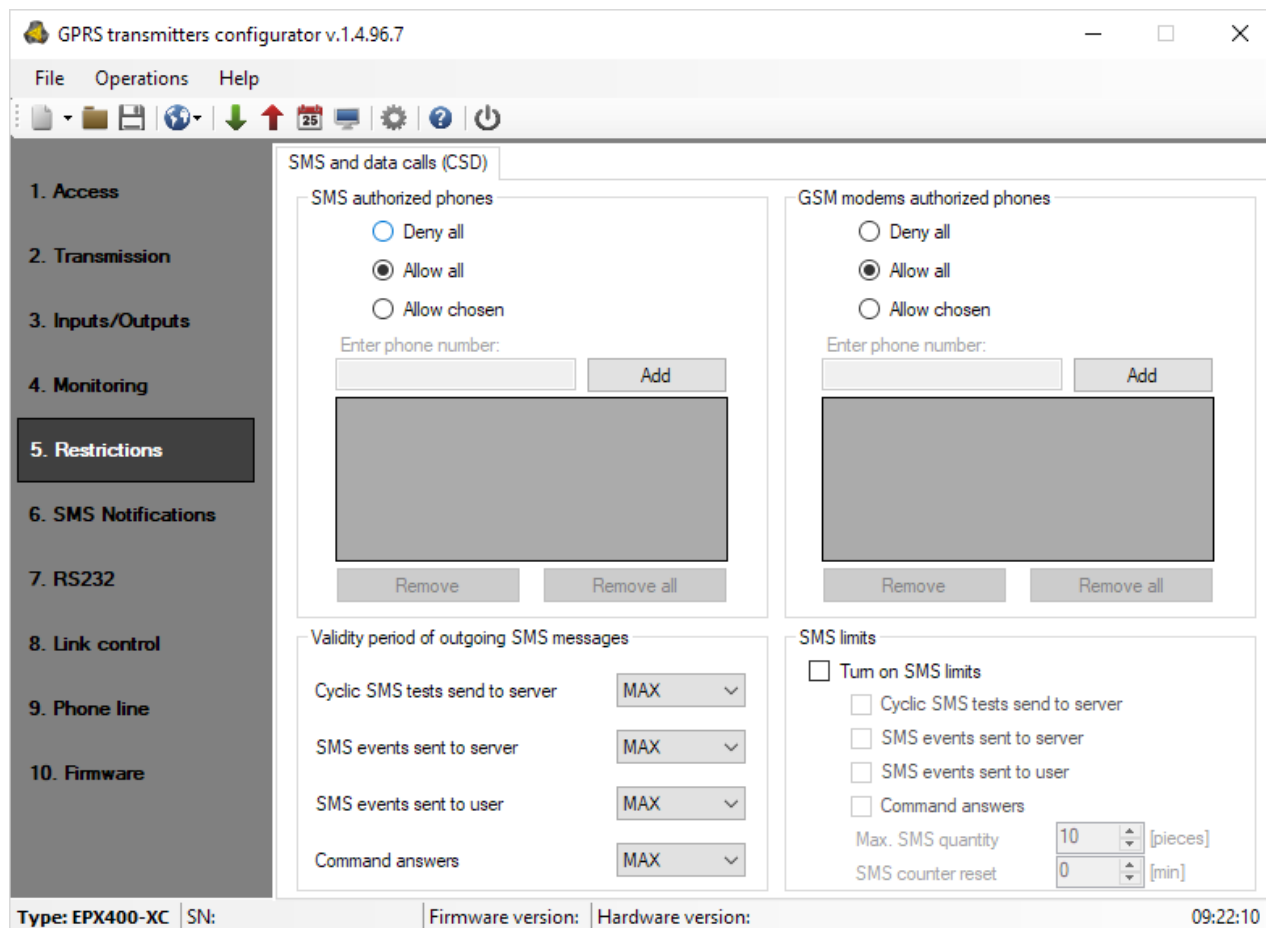 GPRS transmitters configurator v.1.4.96.7
File Operations Help
25
1. Access
2. Transmission
3. Inputs/Outputs
4. Monitoring
5. Restrictions
6. SMS Notifications
7. RS232
8. Link control
9. Phone line
10. Firmware
SMS and data calls (CSD)
SMS authorized phones
Deny all
Allow all
Allow chosen
Enter phone number:
Add
Remove Remove all
GSM modems authorized phones
Deny all
Allow all
Allow chosen
Enter phone number:
Add
Remove Remove all
Validity period of outgoing SMS messages
Cyclic SMS tests send to server MAX
SMS events sent to server MAX
SMS events sent to user MAX
Command answers MAX
SMS limits
Turn on SMS limits
Cyclic SMS tests send to server
SMS events sent to server
SMS events sent to user
Command answers
Max. SMS quantity 10 [pieces]
SMS counter reset 0 [min]
Type: EPX400-XC SN: Firmware version: Hardware version: 09:22:10